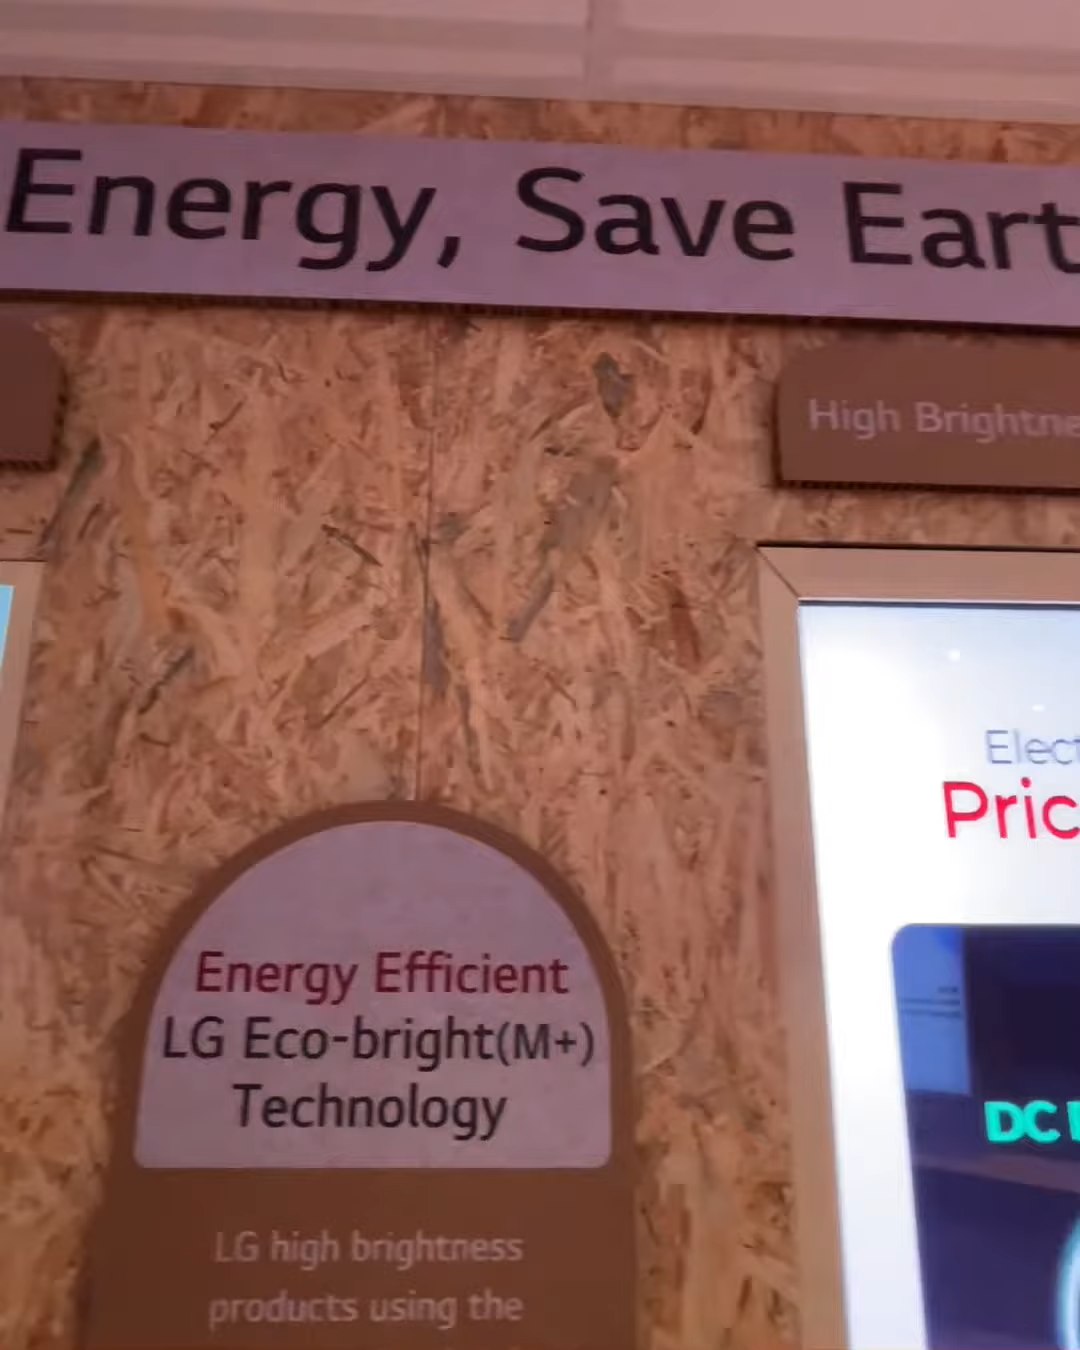 Energy, Save Eart
High Brightne
Elect
Pric
DC
Energy Efficient
LG Eco-bright(M+)
Technology
LG high brightness
products using the